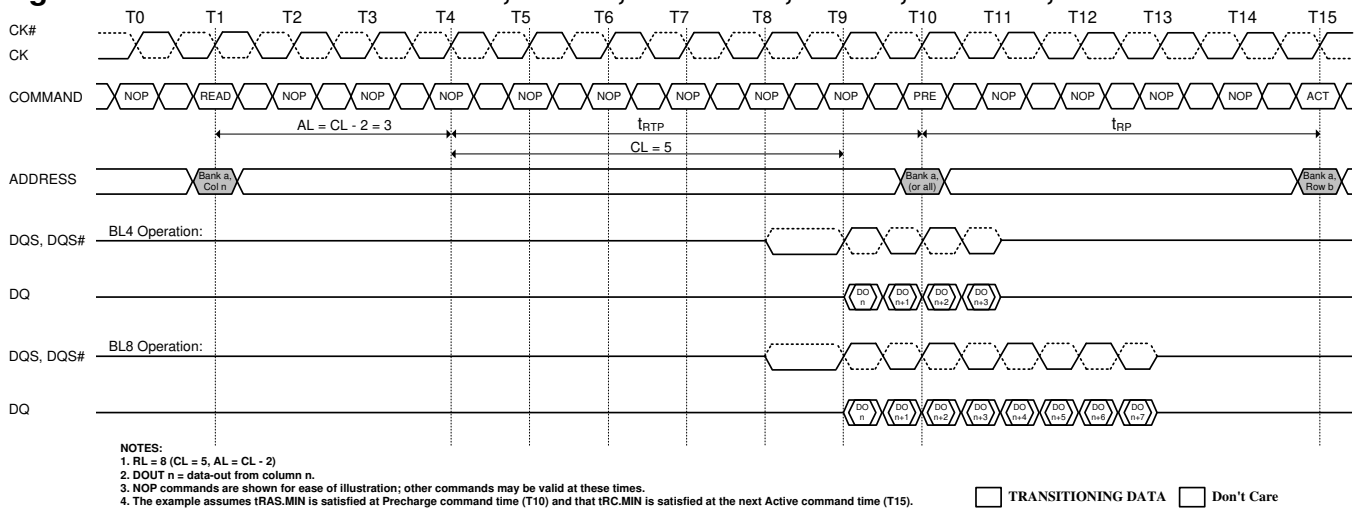 T0 T1 T2 T3 T4 T5 T6 T7 T8 T9 T10 T11 T12 T13 T14 T15
CK#
CK
COMMAND NOP READ NOP NOP NOP NOP NOP NOP NOP NOP PRE NOP NOP NOP NOP ACT
AL = CL - 2 = 3 tRTP tRP
CL = 5
ADDRESS Bank a, Col n Bank a, (or all) Bank a, Row b
BL4 Operation:
DQS, DQS#
DQ DO n DO n+1 DO n+2 DO n+3
BL8 Operation:
DQS, DQS#
DQ DO n DO n+1 DO n+2 DO n+3 DO n+4 DO n+5 DO n+6 DO n+7
NOTES:
1. RL = 8 (CL = 5, AL = CL - 2)
2. DOUT n = data-out from column n.
3. NOP commands are shown for ease of illustration; other commands may be valid at these times.
4. The example assumes tRAS.MIN is satisfied at Precharge command time (T10) and that tRC.MIN is satisfied at the next Active command time (T15).
TRANSITIONING DATA Don't Care